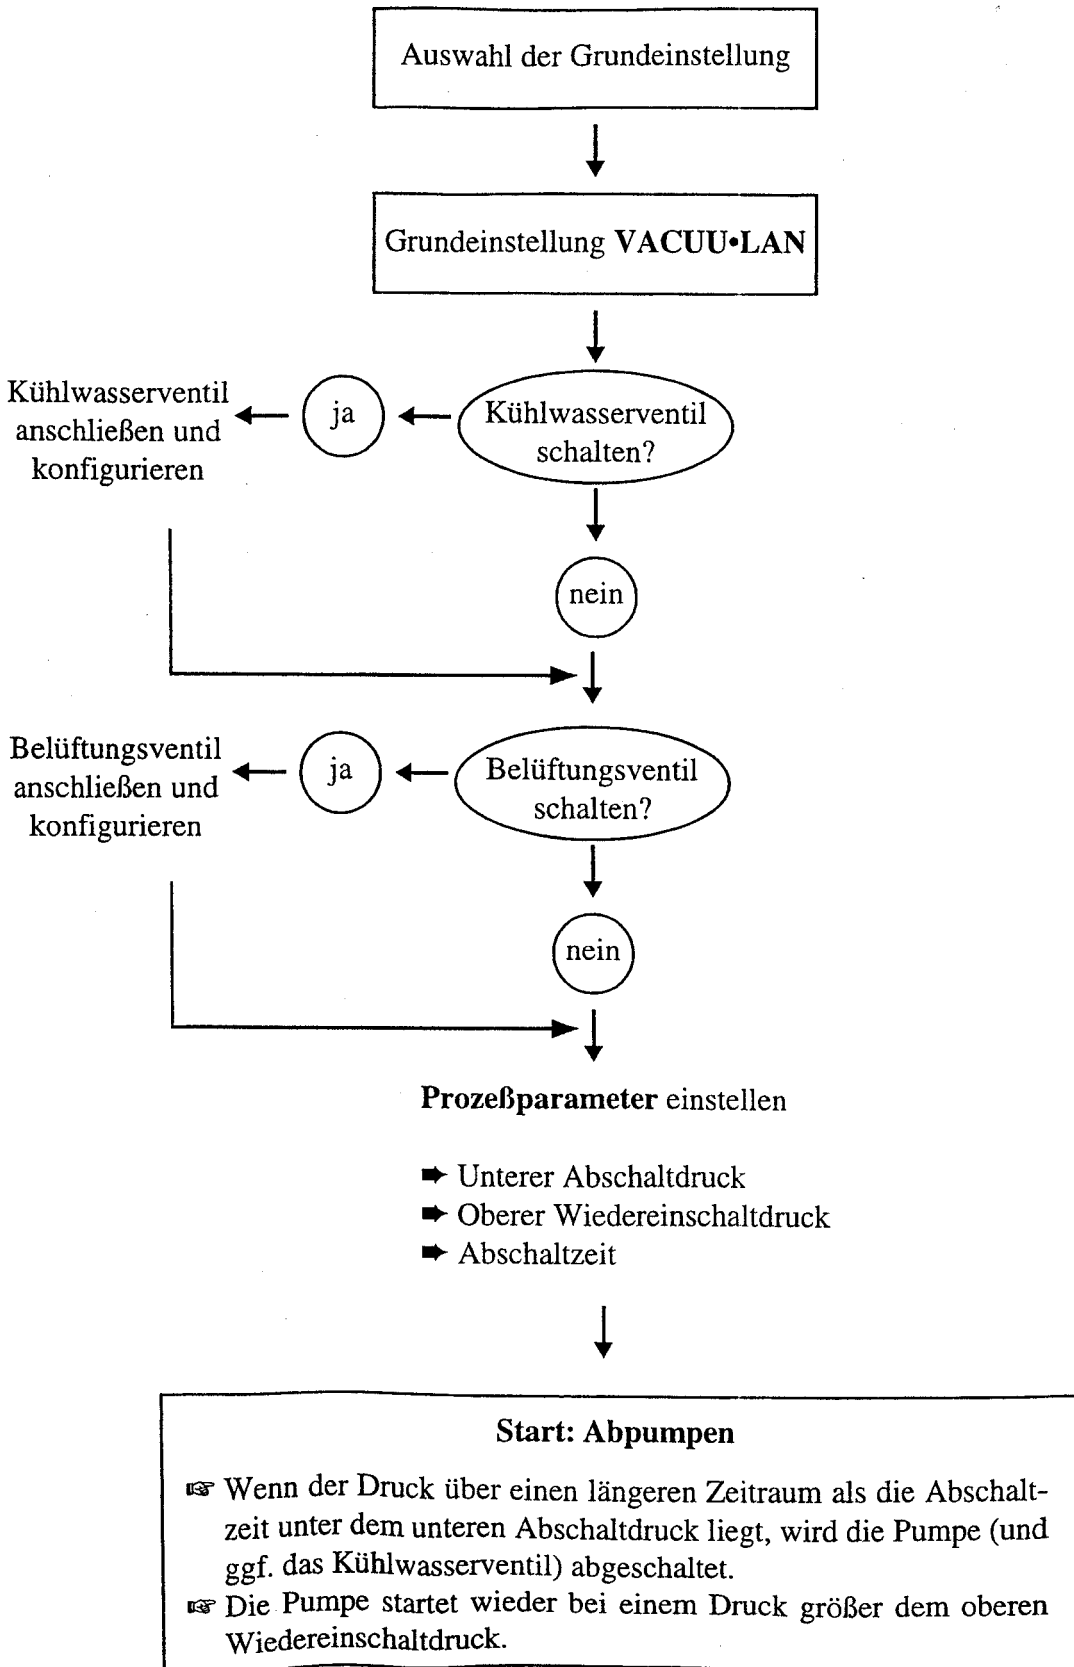 Auswahl der Grundeinstellung
Grundeinstellung VACUU•LAN
Kühlwasserventil
schalten?
ja
Kühlwasserventil
anschließen und
konfigurieren
nein
Belüftungsventil
schalten?
ja
Belüftungsventil
anschließen und
konfigurieren
nein
Prozeßparameter einstellen
➨ Unterer Abschaltdruck
➨ Oberer Wiedereinschaltdruck
➨ Abschaltzeit
Start: Abpumpen
☞ Wenn der Druck über einen längeren Zeitraum als die Abschalt-
zeit unter dem unteren Abschaltdruck liegt, wird die Pumpe (und
ggf. das Kühlwasserventil) abgeschaltet.
☞ Die Pumpe startet wieder bei einem Druck größer dem oberen
Wiedereinschaltdruck.